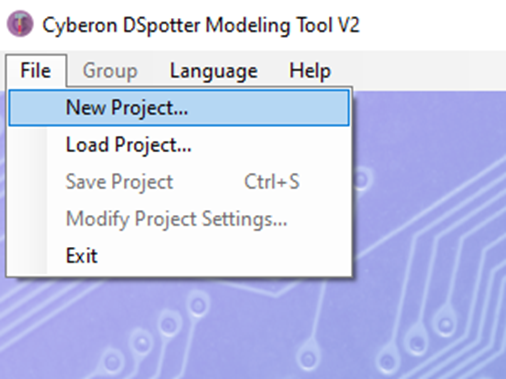 Cyberon DSpotter Modeling Tool V2
File Group Language Help
New Project...
Load Project...
Save Project Ctrl+S
Modify Project Settings...
Exit